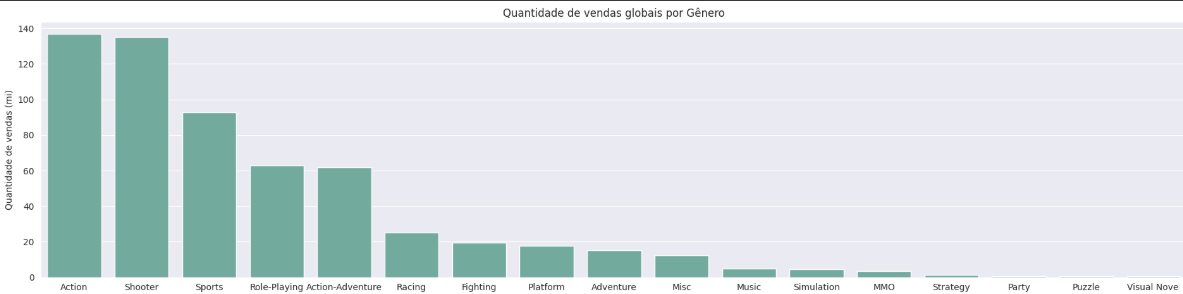 Quantidade de vendas globais por Gênero
Quantidade de vendas (mi)
140
120
100
80
60
40
20
0
Action Shooter Sports Role-Playing Action-Adventure Racing Fighting Platform Adventure Misc Music Simulation MMO Strategy Party Puzzle Visual Nove